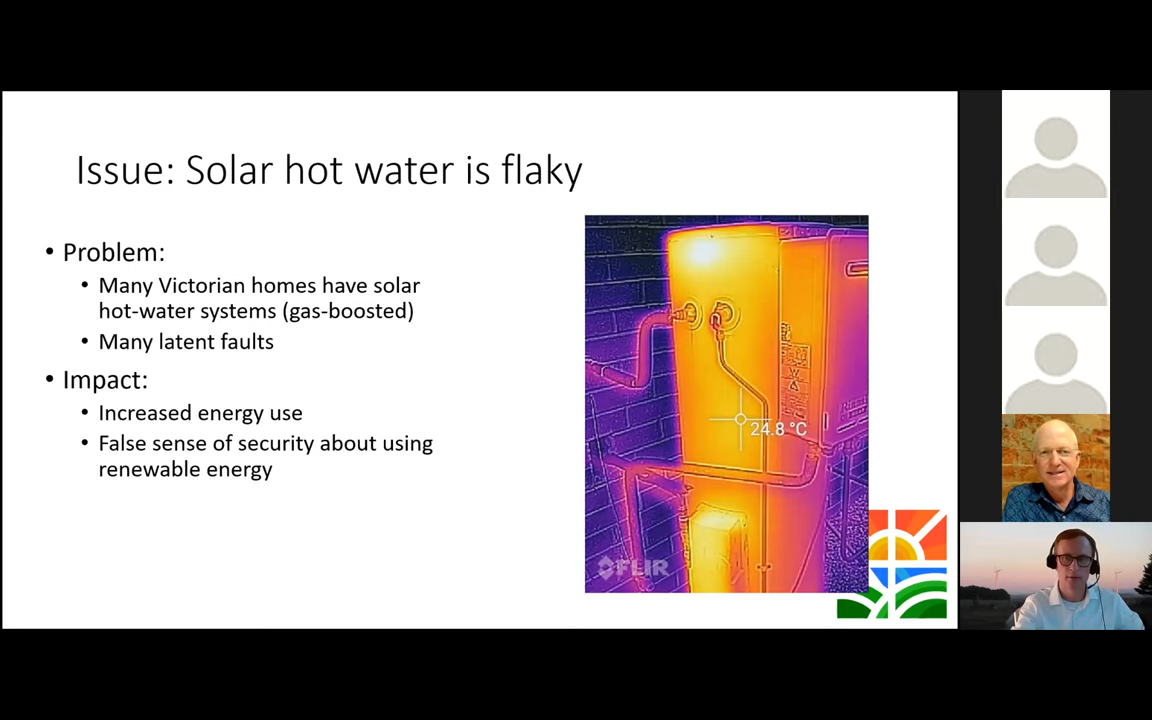 Issue: Solar hot water is flaky
• Problem:
• Many Victorian homes have solar
hot-water systems (gas-boosted)
• Many latent faults
• Impact:
• Increased energy use
• False sense of security about using
renewable energy
24.8 °C
FLIR